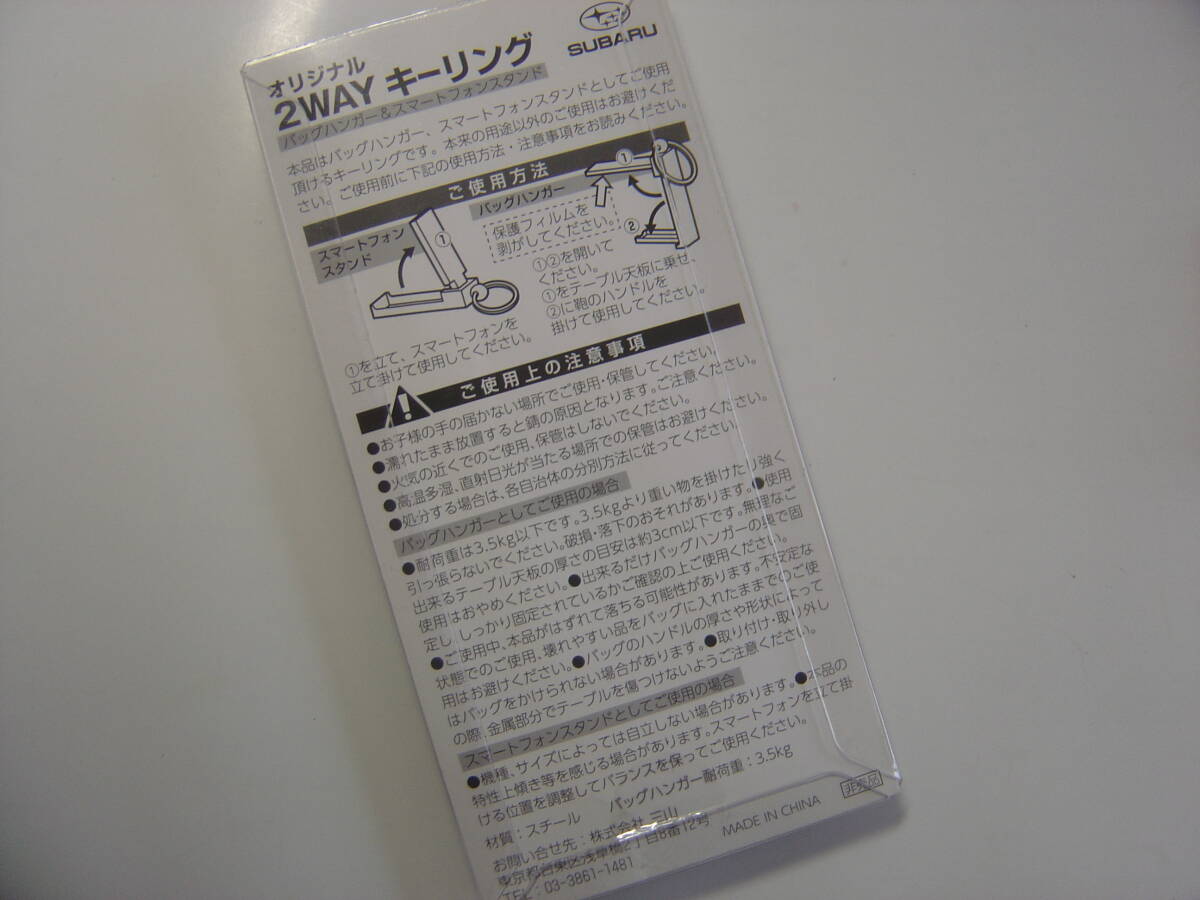 SUBARU
オリジナル
2WAY キーリング
バッグハンガー＆スマートフォンスタンド
本品はバッグハンガー、スマートフォンスタンドとしてご使用
頂けるキーリングです。本来の用途以外のご使用はお避けくだ
さい。ご使用前に下記の使用方法・注意事項をお読みください。
ご使用方法
スマートフォン
スタンド
①
①を立て、スマートフォンを
立て掛けて使用してください。
バッグハンガー
保護フィルムを
剥がしてください。
①
②
①②を開いて
ください。
①をテーブル天板に乗せ、
②に鞄のハンドルを
掛けて使用してください。
ご使用上の注意事項
●お子様の手の届かない場所でご使用・保管してください。
●濡れたまま放置すると錆の原因となります。ご注意ください。
●火気の近くでのご使用、保管はしないでください。
●高温多湿、直射日光が当たる場所での保管はお避けください。
●処分する場合は、各自治体の分別方法に従ってください。
バッグハンガーとしてご使用の場合
●耐荷重は3.5kg以下です。3.5kgより重い物を掛けたり強く
引っ張らないでください。破損・落下のおそれがあります。●使用
出来るテーブル天板の厚さの目安は約3cm以下です。無理なご
使用はおやめください。●出来るだけバッグハンガーの奥で固
定し、しっかり固定されているかご確認の上ご使用ください。
●ご使用中、本品がはずれて落ちる可能性があります。不安定な
状態でのご使用、壊れやすい品をバッグに入れたままでのご使
用はお避けください。●バッグのハンドルの厚さや形状によって
はバッグをかけられない場合があります。●取り付け・取り外し
の際、金属部分でテーブルを傷つけないようご注意ください。
スマートフォンスタンドとしてご使用の場合
●機種、サイズによっては自立しない場合があります。●本品の
特性上傾き等を感じる場合があります。スマートフォンを立て掛
ける位置を調整してバランスを保ってご使用ください。
材質：スチール　バッグハンガー耐荷重：3.5kg
お問い合せ先：株式会社 三山
東京都台東区浅草橋2丁目8番12号
TEL：03-3861-1481
MADE IN CHINA
非売品